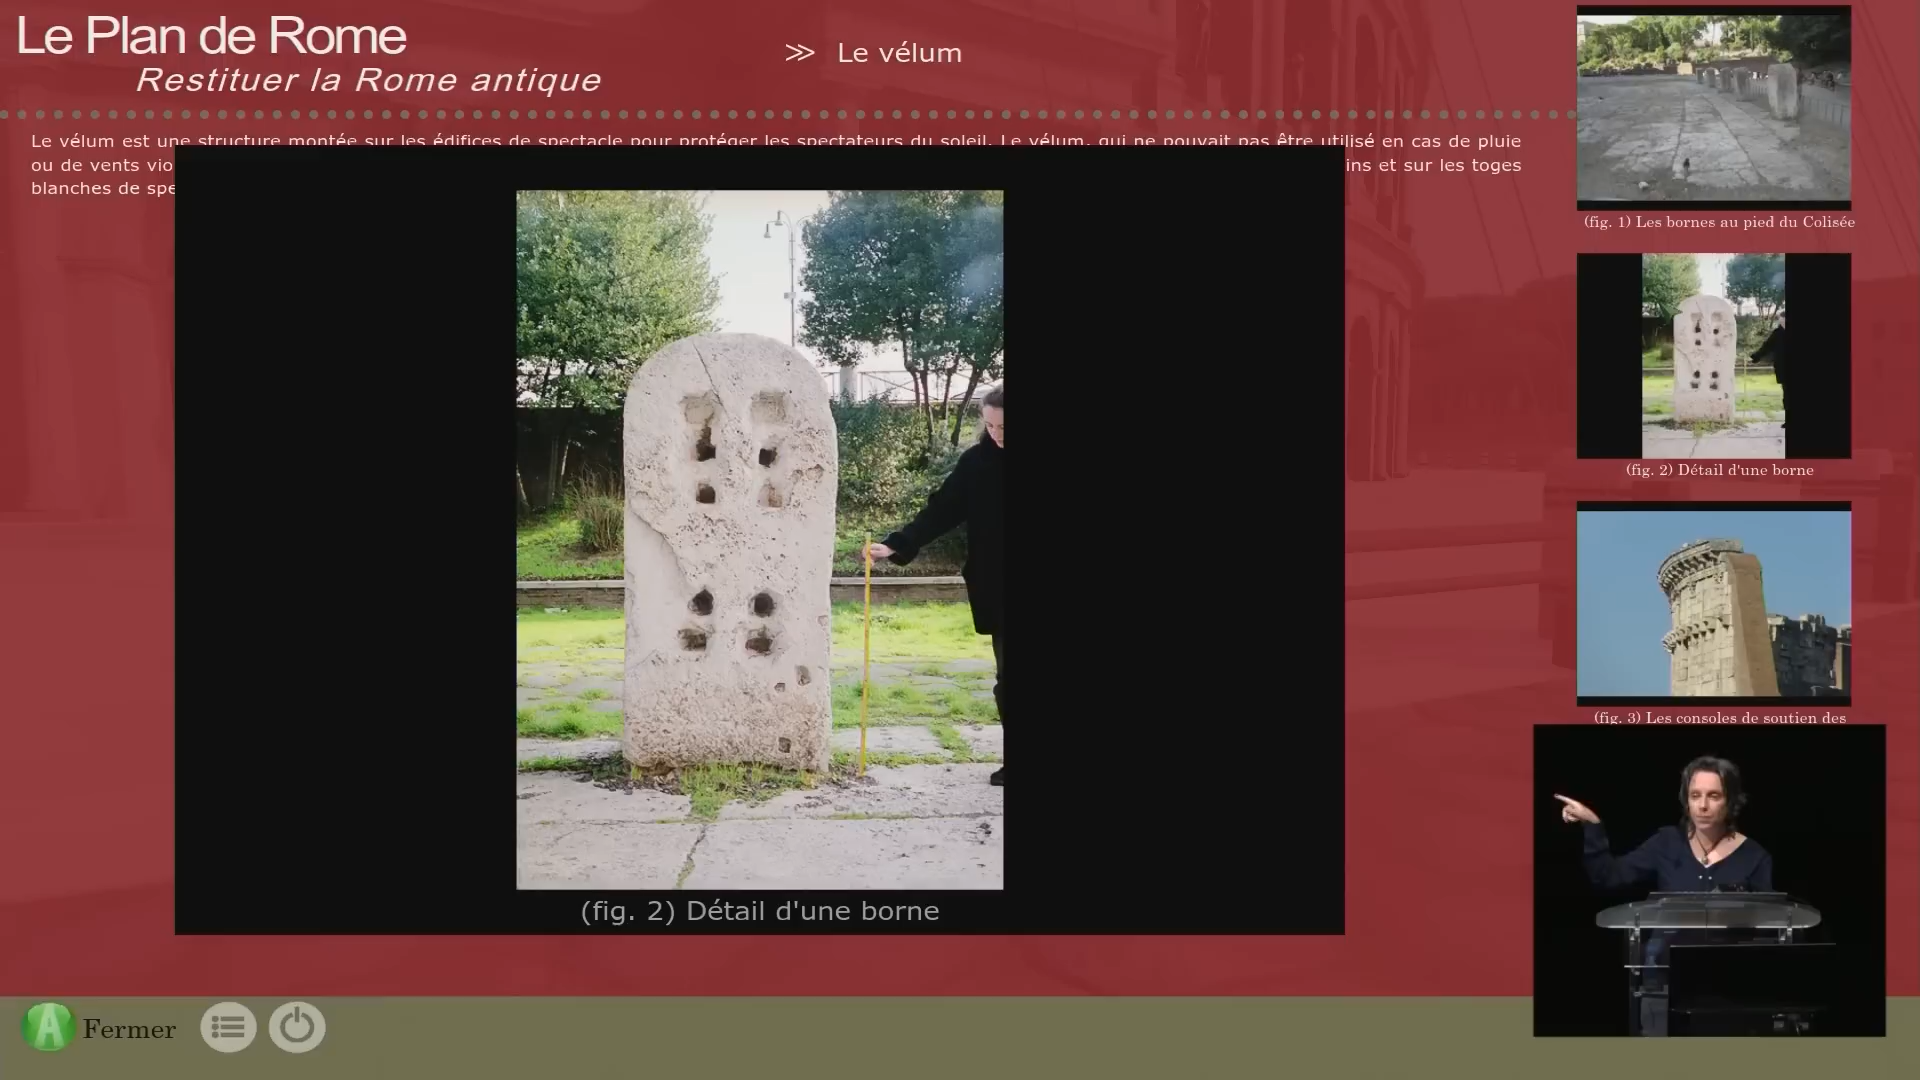 Le Plan de Rome
Restituer la Rome antique
≫ Le vélum
Le vélum est une structure montée sur les édifices de spectacle pour protéger les spectateurs du soleil. Le vélum, qui ne pouvait pas être utilisé en cas de pluie
ou de vents ins et sur les toges
blanches de
(fig. 1) Les bornes au pied du Colisée
(fig. 2) Détail d'une borne
(fig. 3) Les consoles de soutien des
(fig. 2) Détail d'une borne
A Fermer